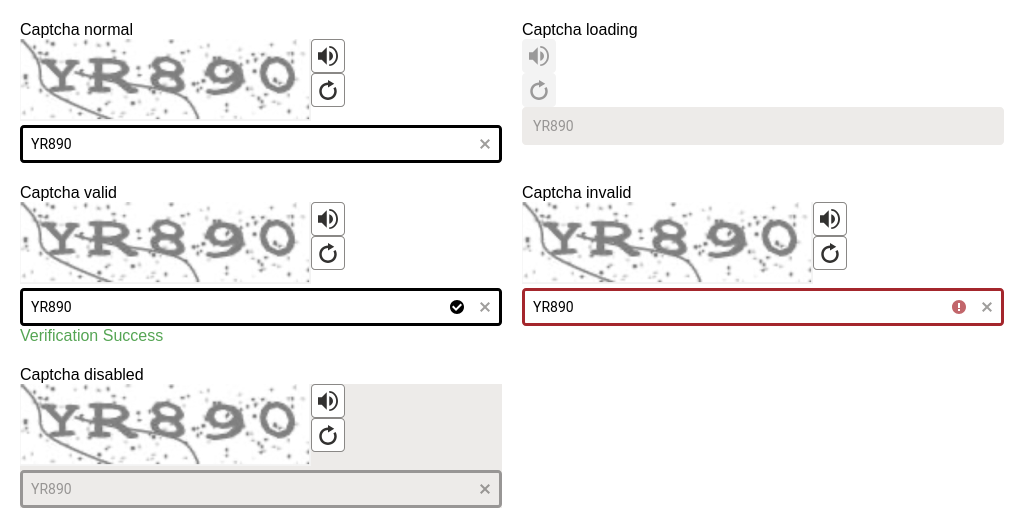 Captcha normal
YR890
YR890
Captcha loading
YR890
Captcha valid
YR890
YR890
Verification Success
Captcha invalid
YR890
YR890
Captcha disabled
YR890
YR890